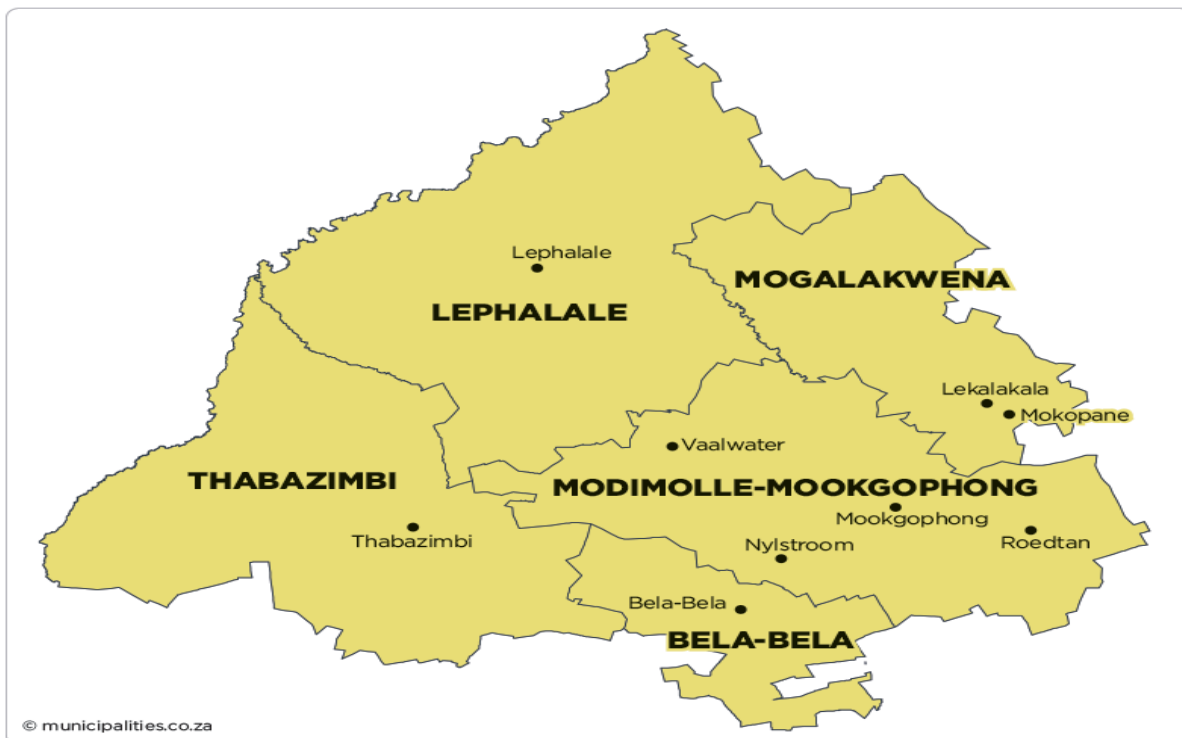 Lephalale
MOGALAKWENA
LEPHALALE
Lekalakala
Mokopane
Vaalwater
THABAZIMBI
MODIMOLLE-MOOKGOPHONG
Mookgophong
Thabazimbi
Nylstroom
Roedtan
Bela-Bela
BELA-BELA
© municipalities.co.za